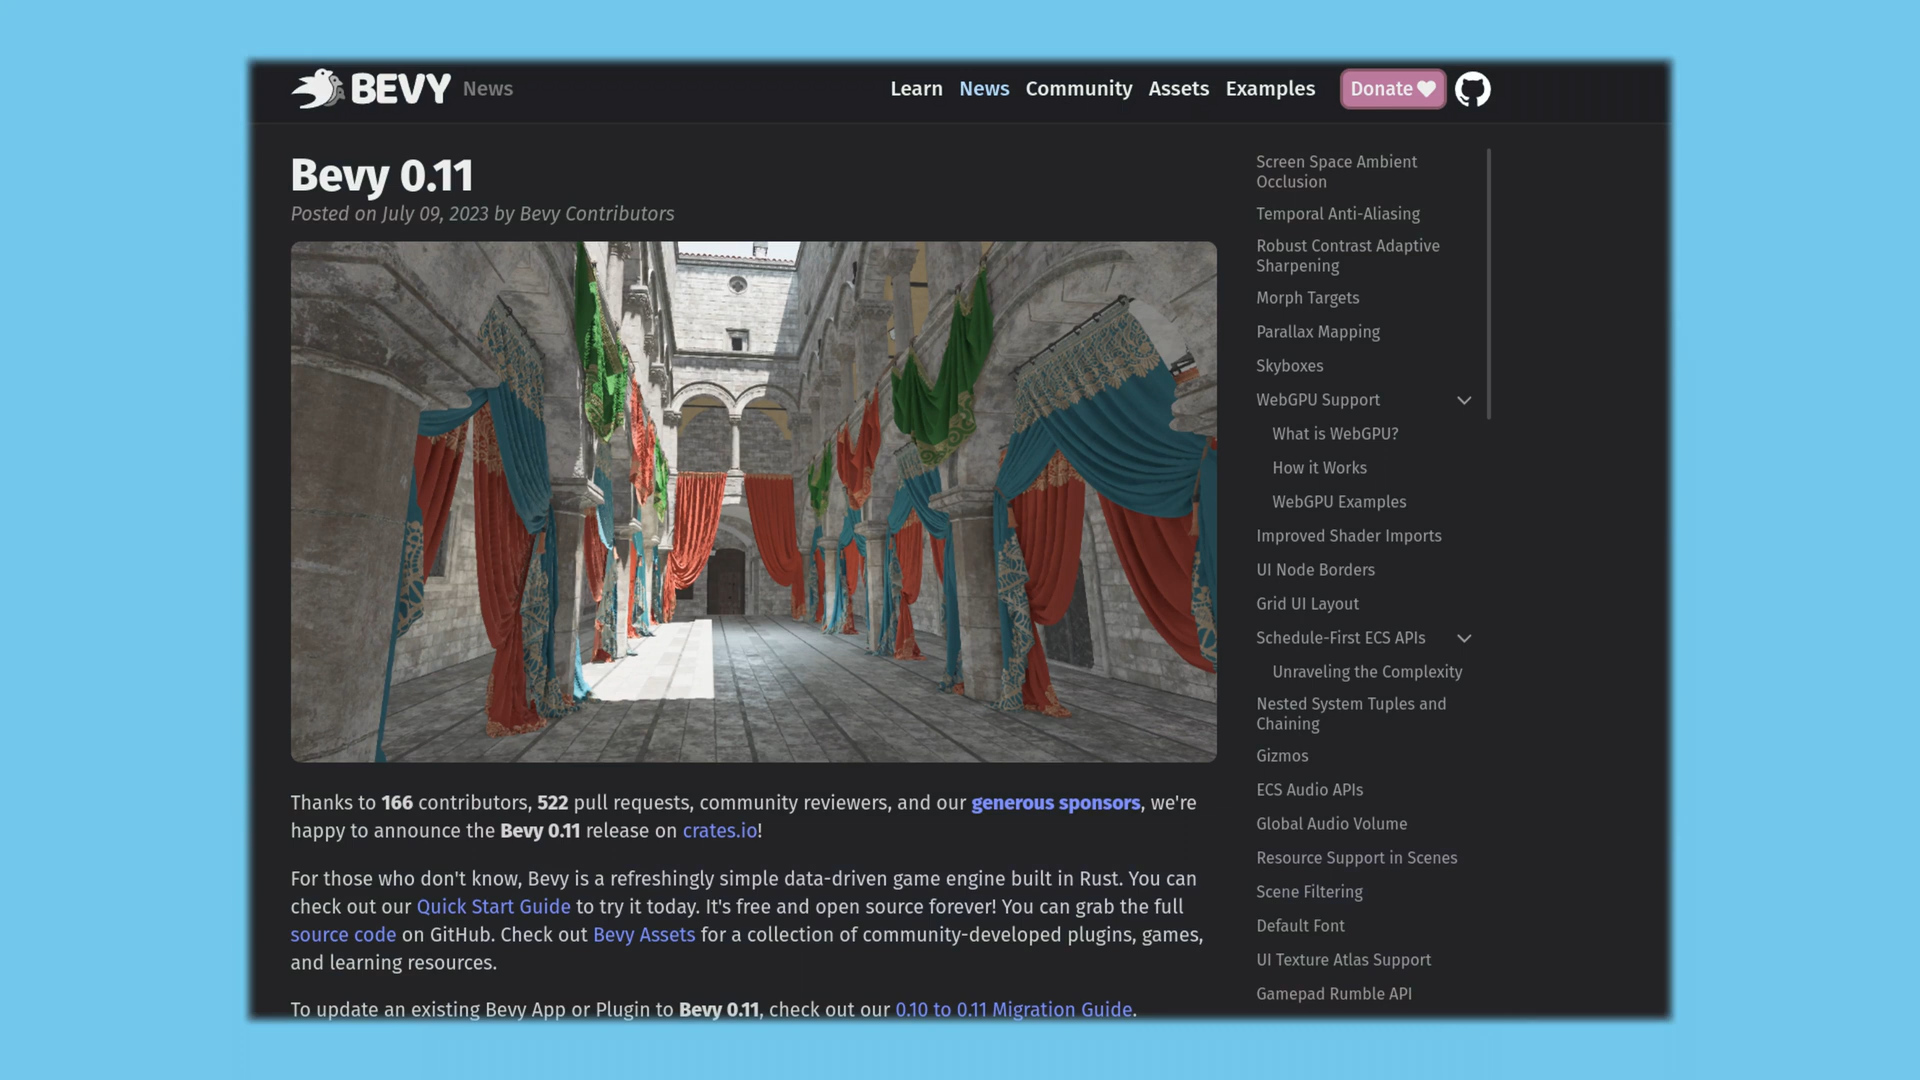 BEVY News
Learn News Community Assets Examples Donate
Bevy 0.11
Posted on July 09, 2023 by Bevy Contributors
Thanks to 166 contributors, 522 pull requests, community reviewers, and our generous sponsors, we're
happy to announce the Bevy 0.11 release on crates.io!
For those who don't know, Bevy is a refreshingly simple data-driven game engine built in Rust. You can
check out our Quick Start Guide to try it today. It's free and open source forever! You can grab the full
source code on GitHub. Check out Bevy Assets for a collection of community-developed plugins, games,
and learning resources.
To update an existing Bevy App or Plugin to Bevy 0.11, check out our 0.10 to 0.11 Migration Guide.
Screen Space Ambient
Occlusion
Temporal Anti-Aliasing
Robust Contrast Adaptive
Sharpening
Morph Targets
Parallax Mapping
Skyboxes
WebGPU Support
What is WebGPU?
How it Works
WebGPU Examples
Improved Shader Imports
UI Node Borders
Grid UI Layout
Schedule-First ECS APIs
Unraveling the Complexity
Nested System Tuples and
Chaining
Gizmos
ECS Audio APIs
Global Audio Volume
Resource Support in Scenes
Scene Filtering
Default Font
UI Texture Atlas Support
Gamepad Rumble API